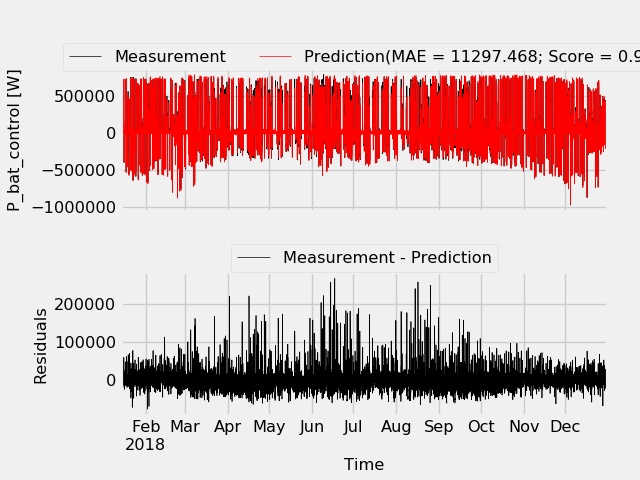 Measurement Prediction(MAE = 11297.468; Score = 0.9
P_bat_control [W]
500000
0
−500000
−1000000
Measurement - Prediction
Residuals
200000
100000
0
Feb Mar Apr May Jun Jul Aug Sep Oct Nov Dec
2018
Time